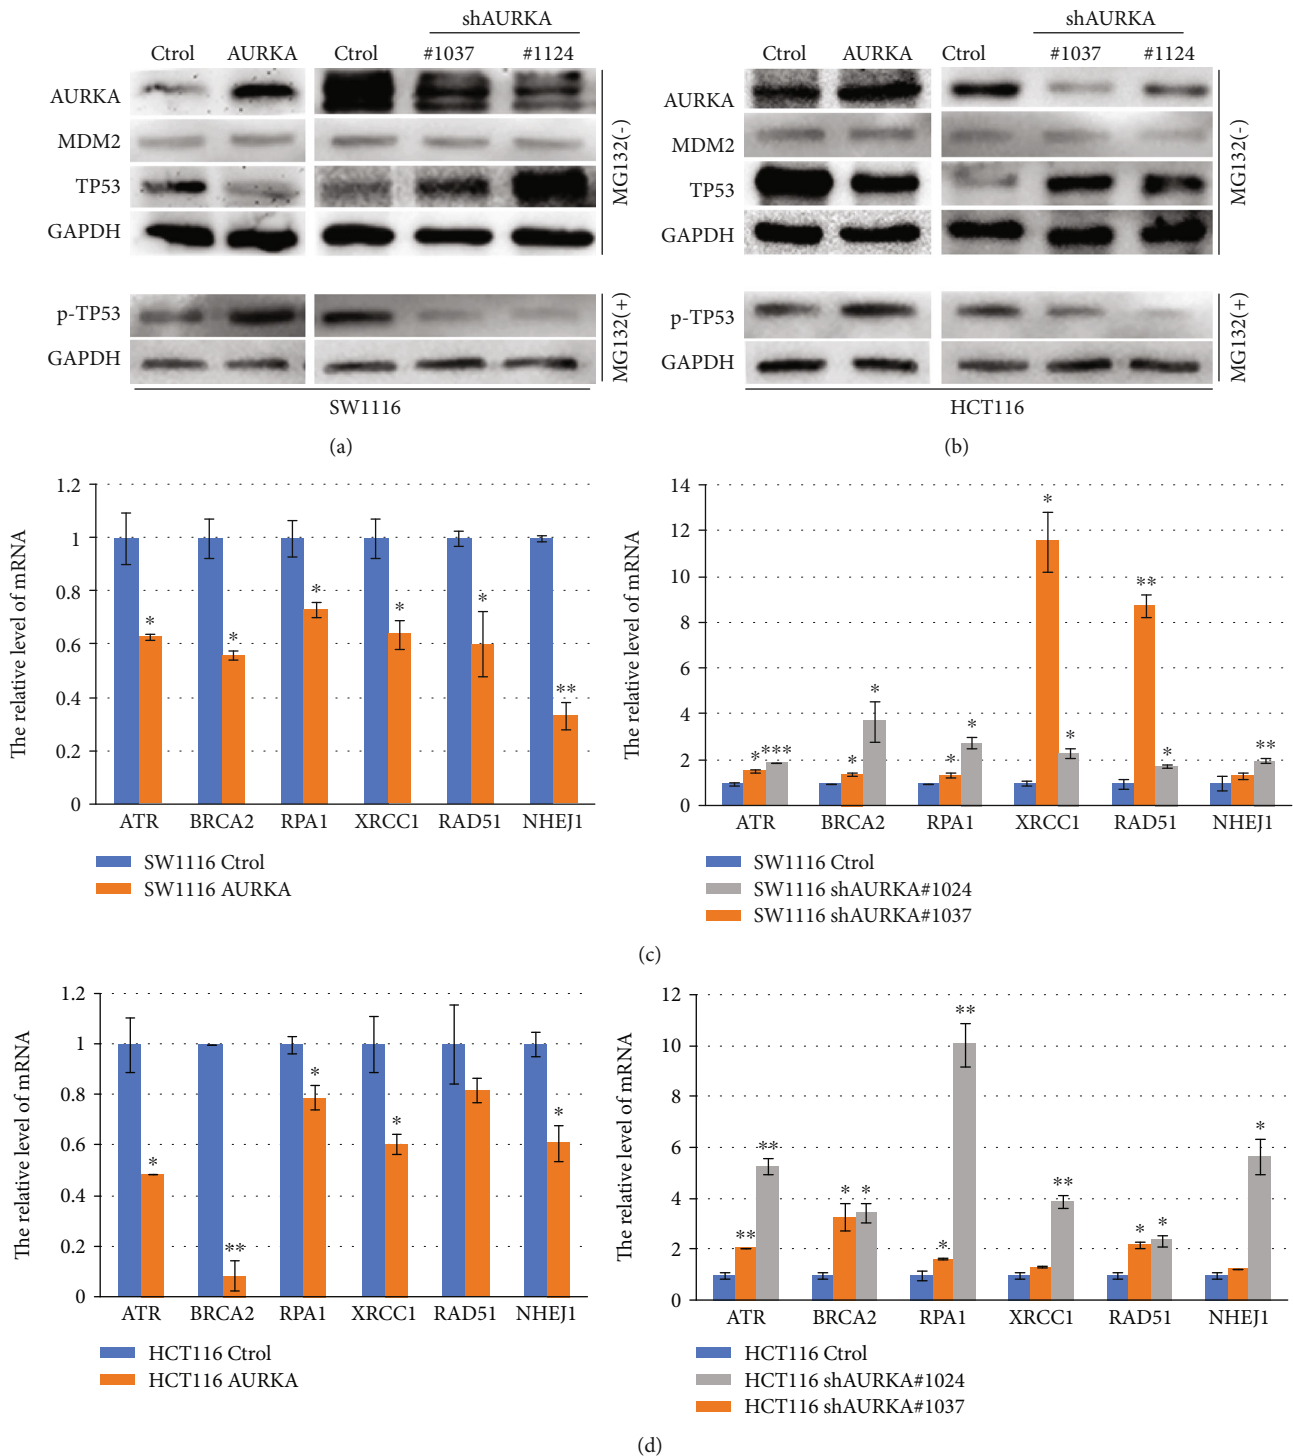 shAURKA
Ctrol AURKA Ctrol #1037 #1124
AURKA
MDM2
TP53
GAPDH
MG132(-)
p-TP53
GAPDH
MG132(+)
SW1116
(a)
shAURKA
Ctrol AURKA Ctrol #1037 #1124
AURKA
MDM2
TP53
GAPDH
MG132(-)
p-TP53
GAPDH
MG132(+)
HCT116
(b)
The relative level of mRNA
1.2
1
0.8
0.6
0.4
0.2
0
* * * * * **
ATR BRCA2 RPA1 XRCC1 RAD51 NHEJ1
SW1116 Ctrol
SW1116 AURKA
The relative level of mRNA
14
12
10
8
6
4
2
0
* *** * * * * * * ** * **
ATR BRCA2 RPA1 XRCC1 RAD51 NHEJ1
SW1116 Ctrol
SW1116 shAURKA#1024
SW1116 shAURKA#1037
(c)
The relative level of mRNA
1.2
1
0.8
0.6
0.4
0.2
0
* ** * * *
ATR BRCA2 RPA1 XRCC1 RAD51 NHEJ1
HCT116 Ctrol
HCT116 AURKA
The relative level of mRNA
12
10
8
6
4
2
0
** ** * * * ** ** * * *
ATR BRCA2 RPA1 XRCC1 RAD51 NHEJ1
HCT116 Ctrol
HCT116 shAURKA#1024
HCT116 shAURKA#1037
(d)